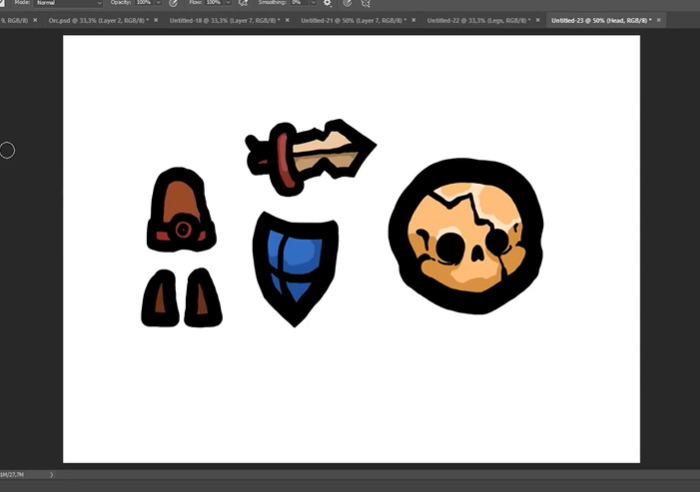 Mode: Normal Opacity: 100% Flow: 100% Smoothing: 0%
9, RGB/8) × Orc.psd @ 33,3% (Layer 2, RGB/8) * × Untitled-18 @ 33,3% (Layer 7, RGB/8) * × Untitled-21 @ 50% (Layer 7, RGB/8) * × Untitled-22 @ 33,3% (Legs, RGB/8) * × Untitled-23 @ 50% (Head, RGB/8) * ×
1M/27,7M >